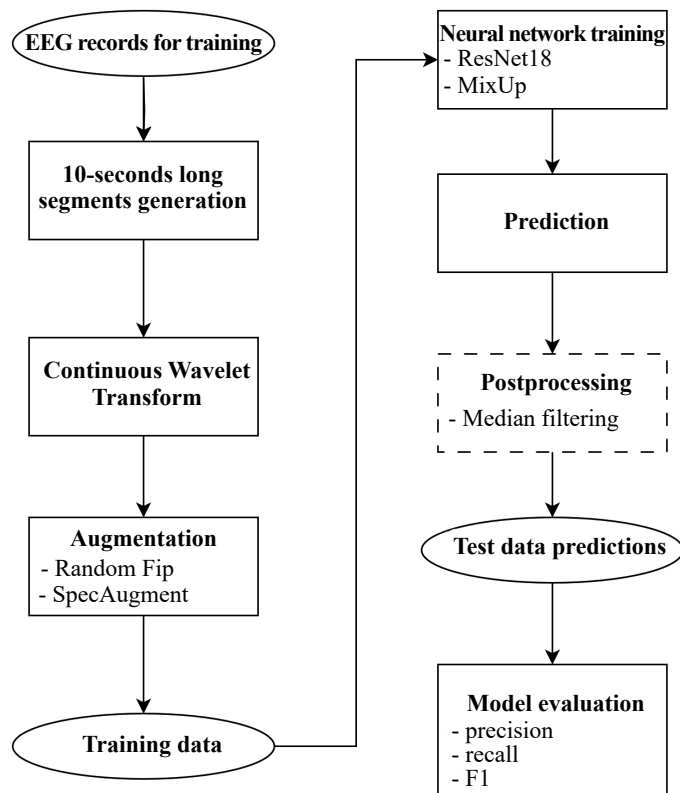 EEG records for training
10-seconds long
segments generation
Continuous Wavelet
Transform
Augmentation
- Random Fip
- SpecAugment
Training data
Neural network training
- ResNet18
- MixUp
Prediction
Postprocessing
- Median filtering
Test data predictions
Model evaluation
- precision
- recall
- F1